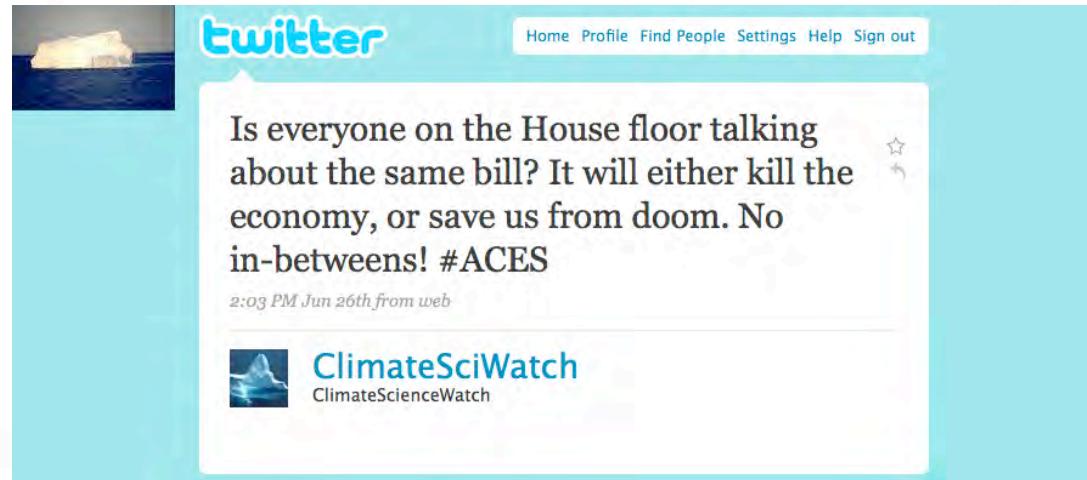 twitter
Home Profile Find People Settings Help Sign out
Is everyone on the House floor talking
about the same bill? It will either kill the
economy, or save us from doom. No
in-betweens! #ACES
2:03 PM Jun 26th from web
ClimateSciWatch
ClimateScienceWatch